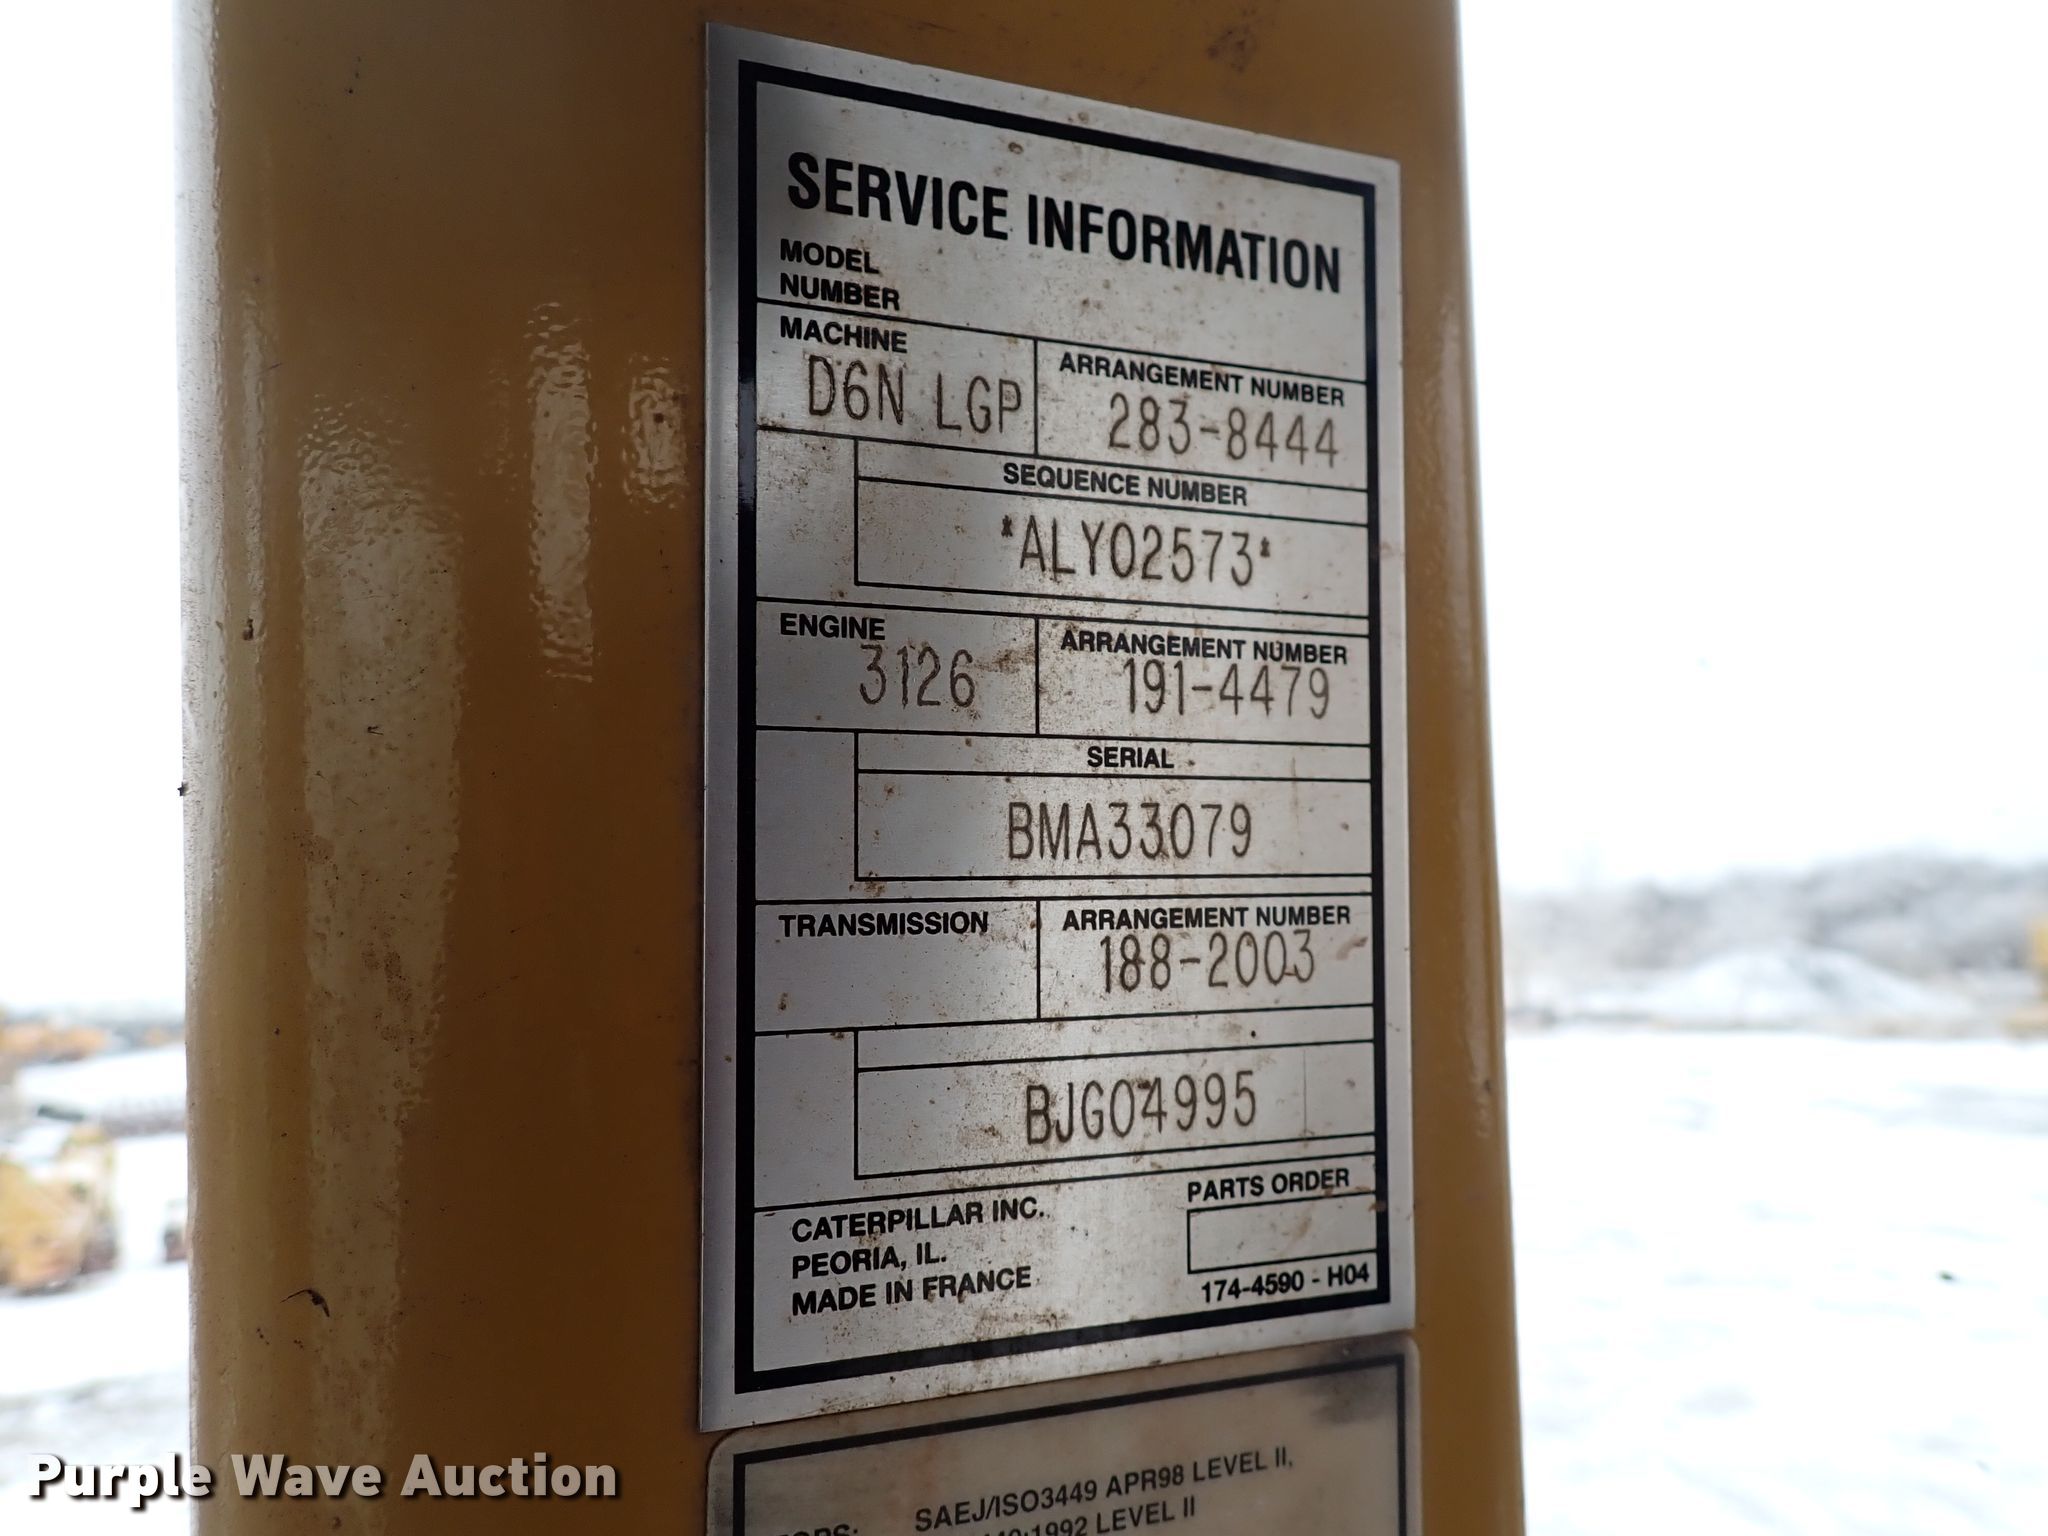 SERVICE INFORMATION
MODEL
NUMBER
MACHINE
D6N LGP
ARRANGEMENT NUMBER
283-8444
SEQUENCE NUMBER
*ALY02573*
ENGINE
3126
ARRANGEMENT NUMBER
191-4479
SERIAL
BMA33079
TRANSMISSION
ARRANGEMENT NUMBER
188-2003
BJG04995
CATERPILLAR INC.
PEORIA, IL.
MADE IN FRANCE
PARTS ORDER
174-4590 - H04
SAEJ/ISO3449 APR98 LEVEL II,
:1992 LEVEL II
Purple Wave Auction